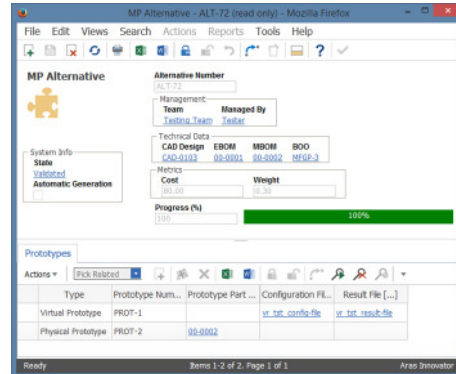 MP Alternative - ALT-72 (read only) - Mozilla Firefox
File Edit Views Search Actions Reports Tools Help
MP Alternative
Alternative Number
ALT-72
Management
Team Managed By
Testing Team Tester
Technical Data
CAD Design EBOM MBOM BOO
CAD-0103 00-0001 00-0002 MFGP-3
System Info
State
Validated
Automatic Generation
Metrics
Cost Weight
80.00 0.30
Progress (%)
100 100%
Prototypes
Actions Pick Related
Type Prototype Num... Prototype Part ... Configuration Fil... Result File [...]
Virtual Prototype PROT-1 vr_tst_config-file vr_tst_result-file
Physical Prototype PROT-2 00-0002
Ready Items 1-2 of 2. Page 1 of 1 Aras Innovator